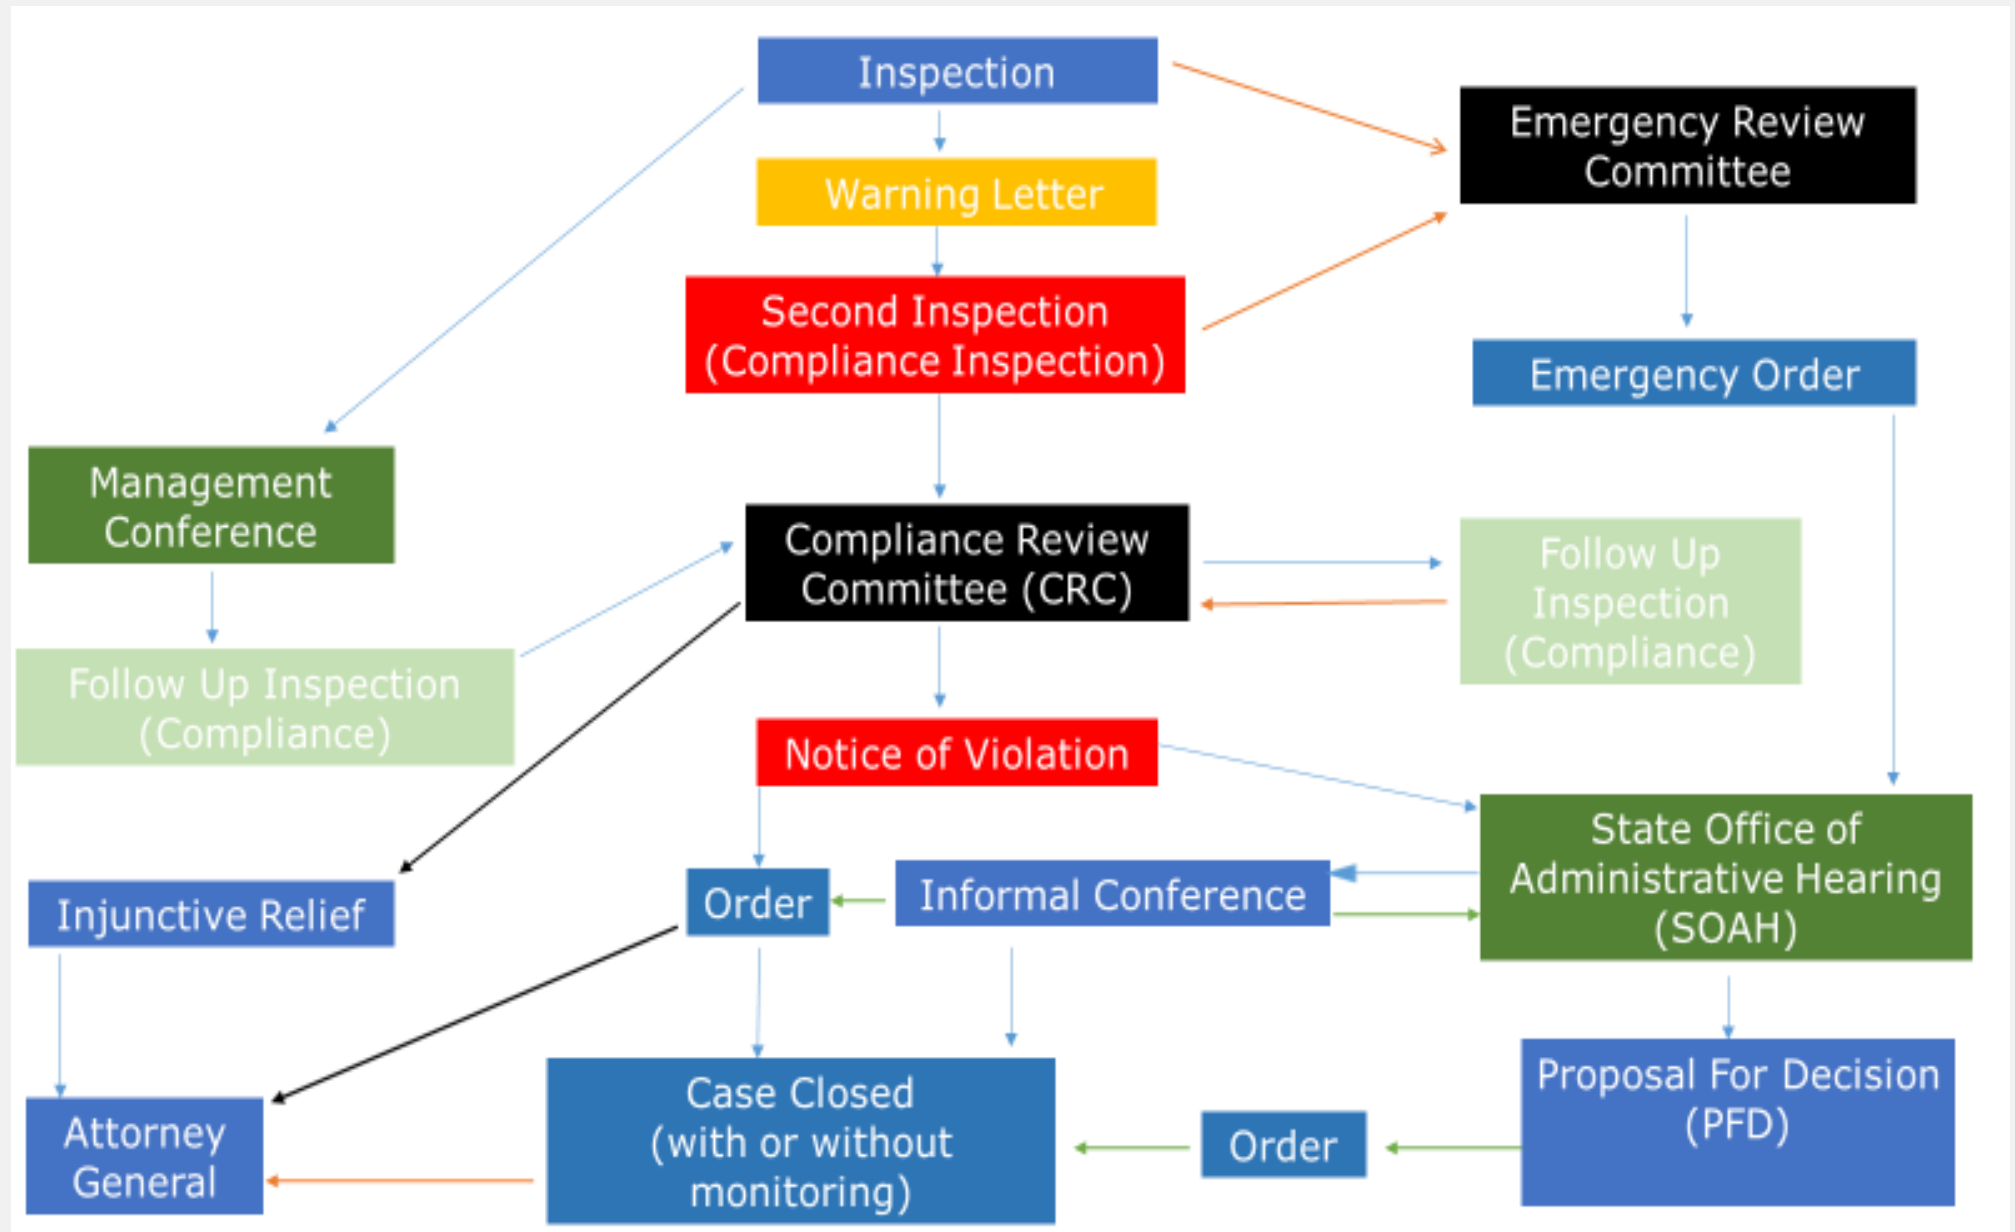 Inspection
Emergency Review
Committee
Warning Letter
Second Inspection
(Compliance Inspection)
Emergency Order
Management
Conference
Compliance Review
Committee (CRC)
Follow Up
Inspection
(Compliance)
Follow Up Inspection
(Compliance)
Notice of Violation
State Office of
Administrative Hearing
(SOAH)
Injunctive Relief
Order
Informal Conference
Attorney
General
Case Closed
(with or without
monitoring)
Order
Proposal For Decision
(PFD)